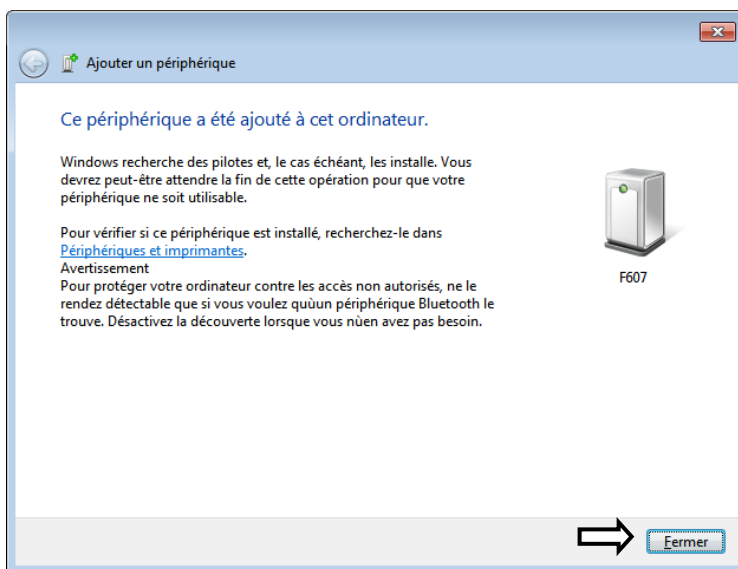 Ajouter un périphérique
Ce périphérique a été ajouté à cet ordinateur.
Windows recherche des pilotes et, le cas échéant, les installe. Vous
devrez peut-être attendre la fin de cette opération pour que votre
périphérique ne soit utilisable.
Pour vérifier si ce périphérique est installé, recherchez-le dans
Périphériques et imprimantes.
Avertissement
Pour protéger votre ordinateur contre les accès non autorisés, ne le
rendez détectable que si vous voulez quùun périphérique Bluetooth le
trouve. Désactivez la découverte lorsque vous nùen avez pas besoin.
F607
Fermer